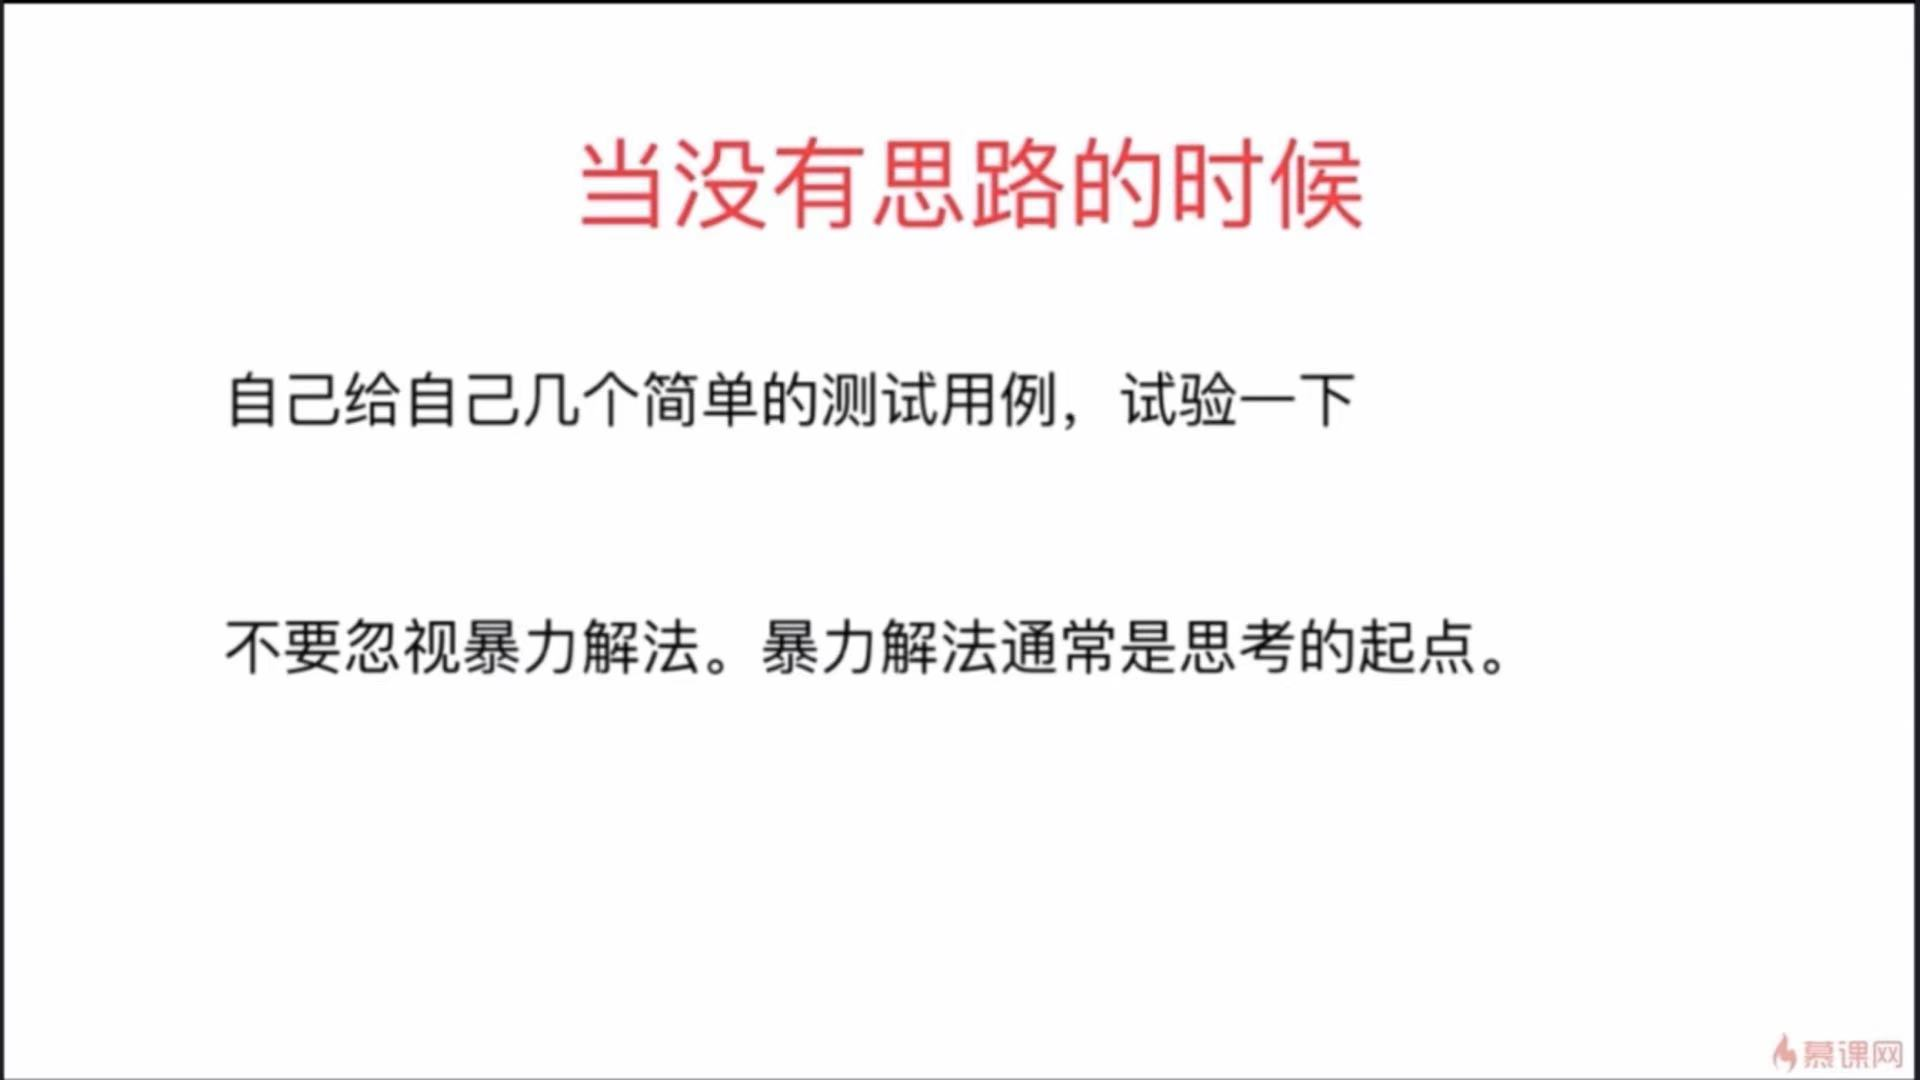 当没有思路的时候
自己给自己几个简单的测试用例，试验一下
不要忽视暴力解法。暴力解法通常是思考的起点。
慕课网